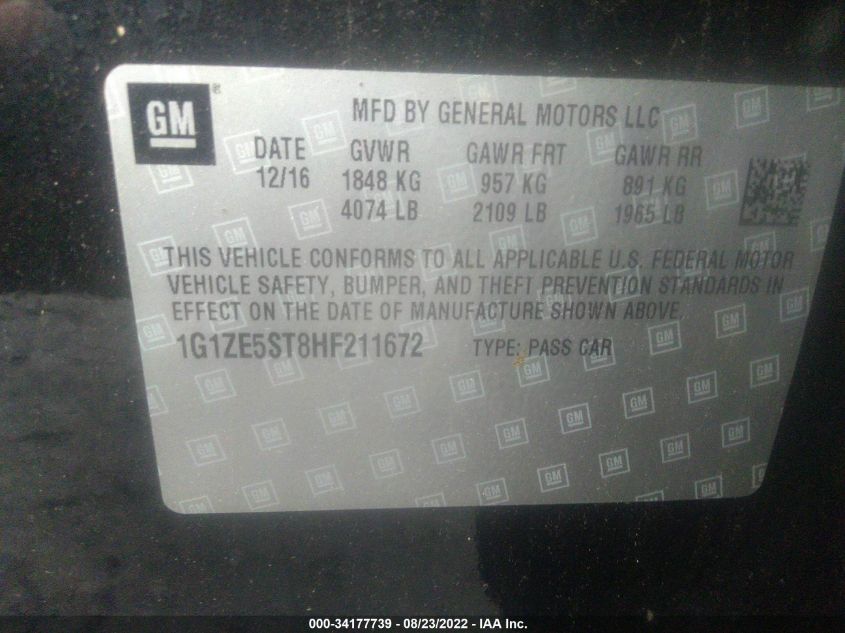 GM ®
MFD BY GENERAL MOTORS LLC
DATE GVWR GAWR FRT GAWR RR
12/16 1848 KG 957 KG 891 KG
4074 LB 2109 LB 1965 LB
THIS VEHICLE CONFORMS TO ALL APPLICABLE U.S. FEDERAL MOTOR
VEHICLE SAFETY, BUMPER, AND THEFT PREVENTION STANDARDS IN
EFFECT ON THE DATE OF MANUFACTURE SHOWN ABOVE.
1G1ZE5ST8HF211672 TYPE: PASS CAR
000-34177739 - 08/23/2022 - IAA Inc.